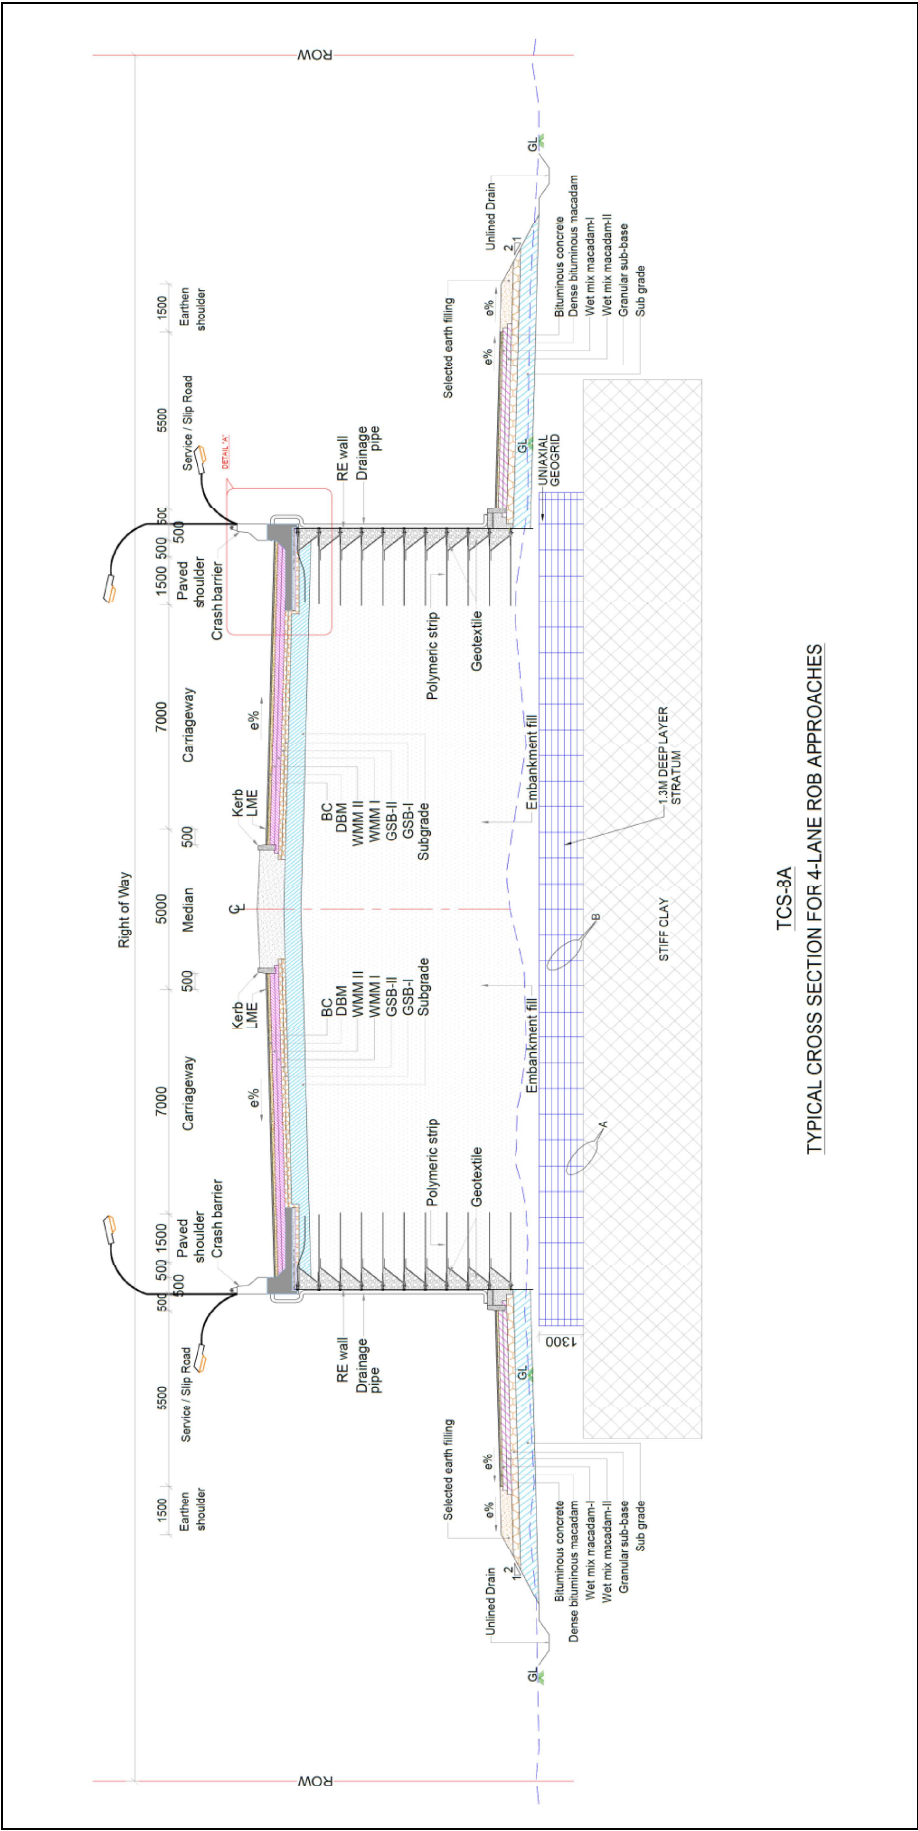 ROW
Right of Way
ROW
1500
5500
500
500
500
1500
7000
500
5000
500
7000
1500
500
500
500
5500
1500
Earthen
shoulder
Service / Slip Road
Paved
shoulder
Carriageway
Median
Carriageway
Paved
shoulder
Service / Slip Road
Earthen
shoulder
Crash barrier
Kerb
LME
CL
Kerb
LME
Crash barrier
DETAIL 'A'
e%
e%
BC
DBM
WMM II
WMM I
GSB-II
GSB-I
Subgrade
BC
DBM
WMM II
WMM I
GSB-II
GSB-I
Subgrade
RE wall
Drainage
pipe
RE wall
Drainage
pipe
Polymeric strip
Geotextile
Polymeric strip
Geotextile
Selected earth filling
Selected earth filling
Unlined Drain
Unlined Drain
e%
e%
e%
e%
2
1
2
1
GL
GL
GL
GL
Embankment fill
Embankment fill
UNIAXIAL
GEOGRID
1300
A
B
Bituminous concrete
Dense bituminous macadam
Wet mix macadam-I
Wet mix macadam-II
Granular sub-base
Sub grade
Bituminous concrete
Dense bituminous macadam
Wet mix macadam-I
Wet mix macadam-II
Granular sub-base
Sub grade
STIFF CLAY
1.3M DEEP LAYER
STRATUM
TCS-8A
TYPICAL CROSS SECTION FOR 4-LANE ROB APPROACHES